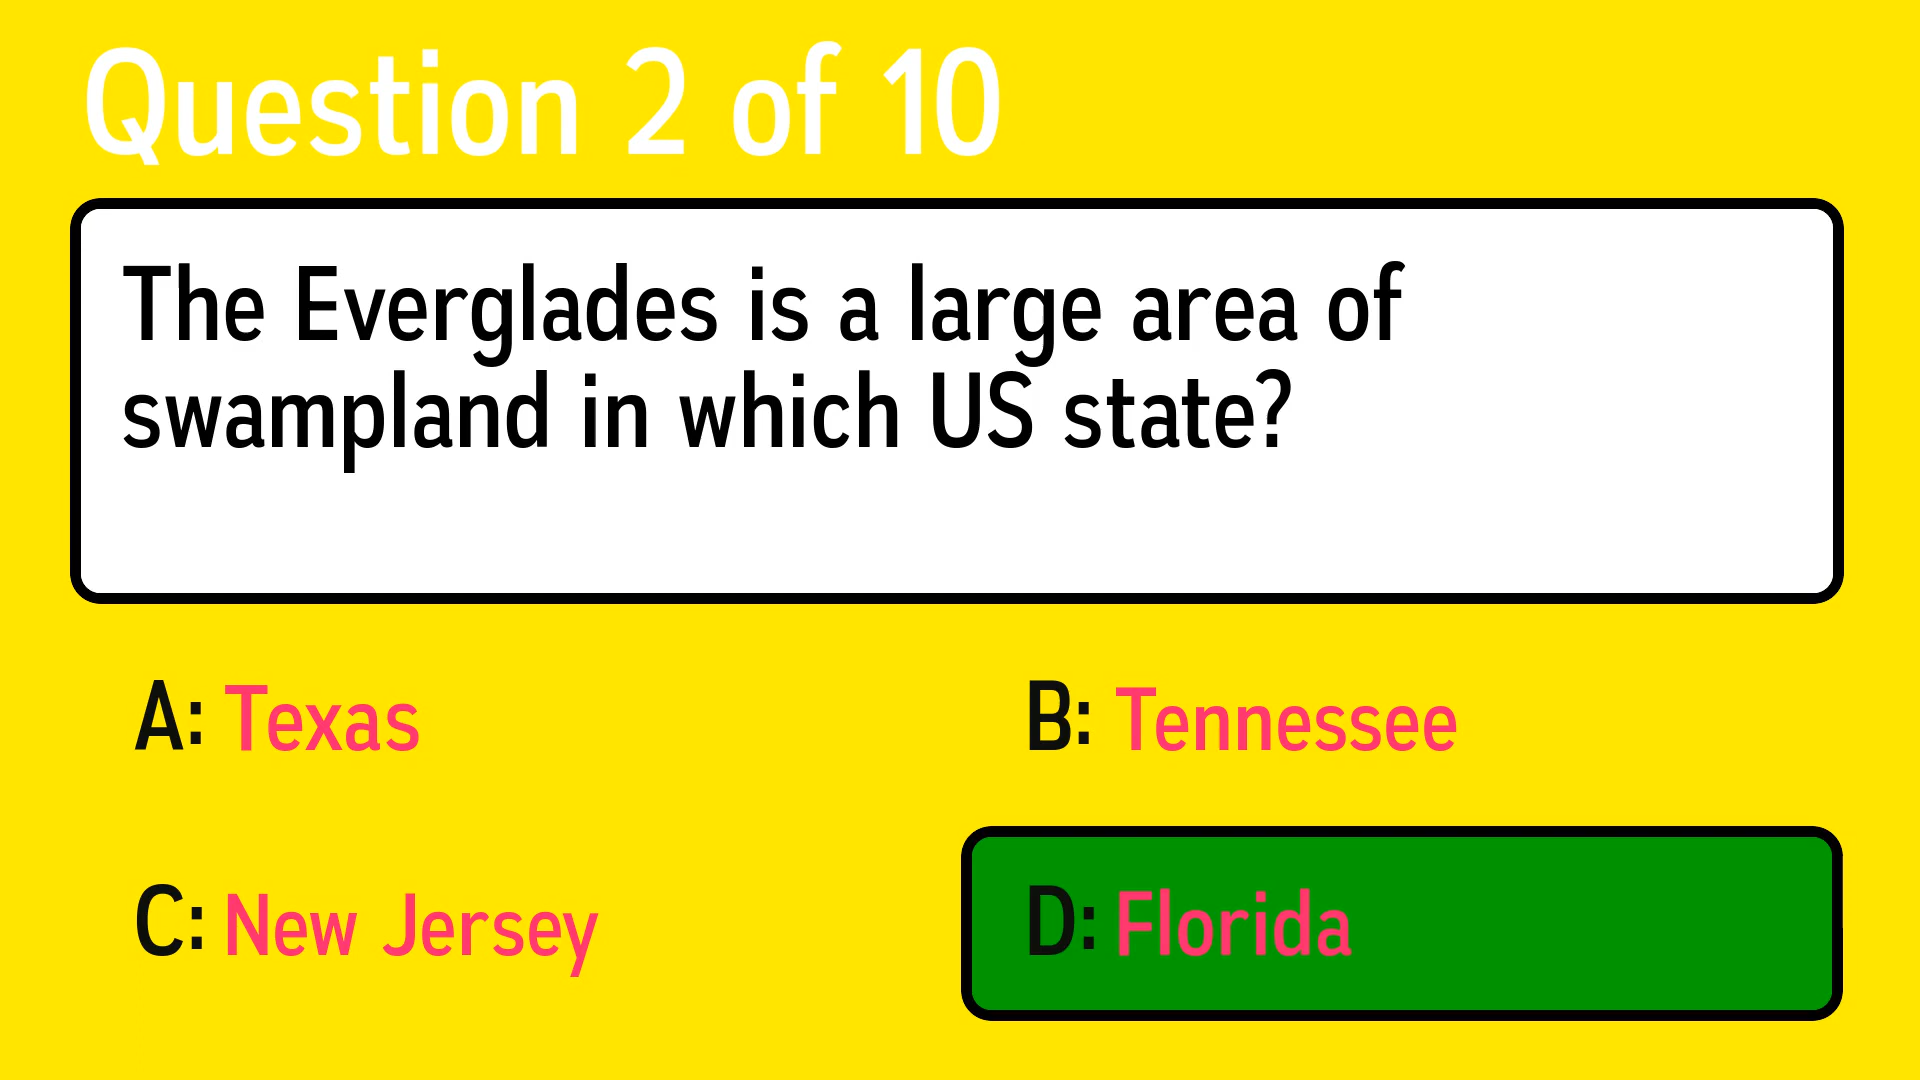 Question 2 of 10
The Everglades is a large area of
swampland in which US state?
A: Texas
B: Tennessee
C: New Jersey
D: Florida